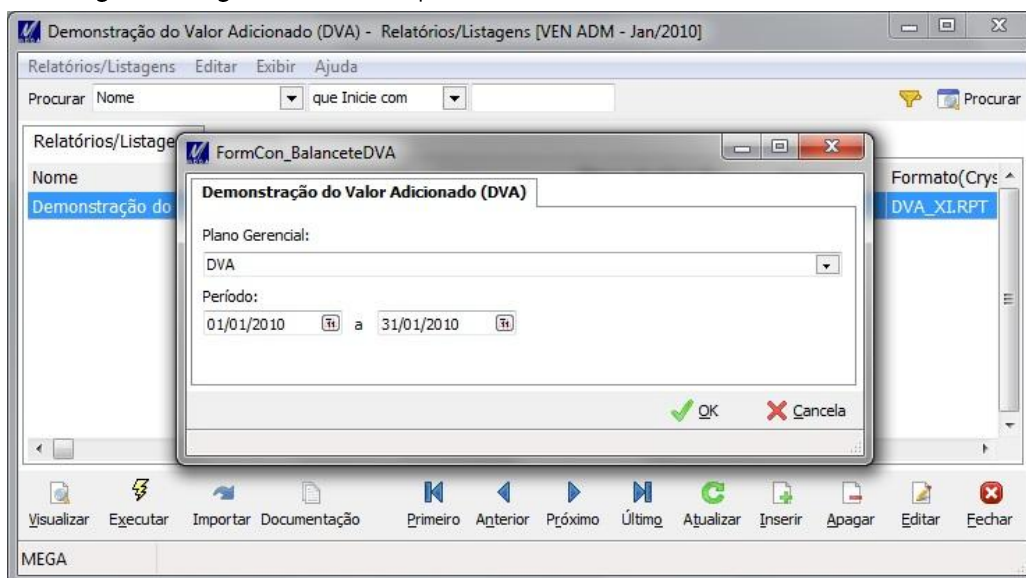 Demonstração do Valor Adicionado (DVA) - Relatórios/Listagens [VEN ADM - Jan/2010]
Relatórios/Listagens Editar Exibir Ajuda
Procurar Nome que Inicie com Procurar
Relatórios/Listage
FormCon_BalanceteDVA
Nome Formato(Crys
Demonstração do Valor Adicionado (DVA)
Demonstração do DVA_XI.RPT
Plano Gerencial:
DVA
Período:
01/01/2010 a 31/01/2010
OK Cancela
Visualizar Executar Importar Documentação Primeiro Anterior Próximo Último Atualizar Inserir Apagar Editar Fechar
MEGA